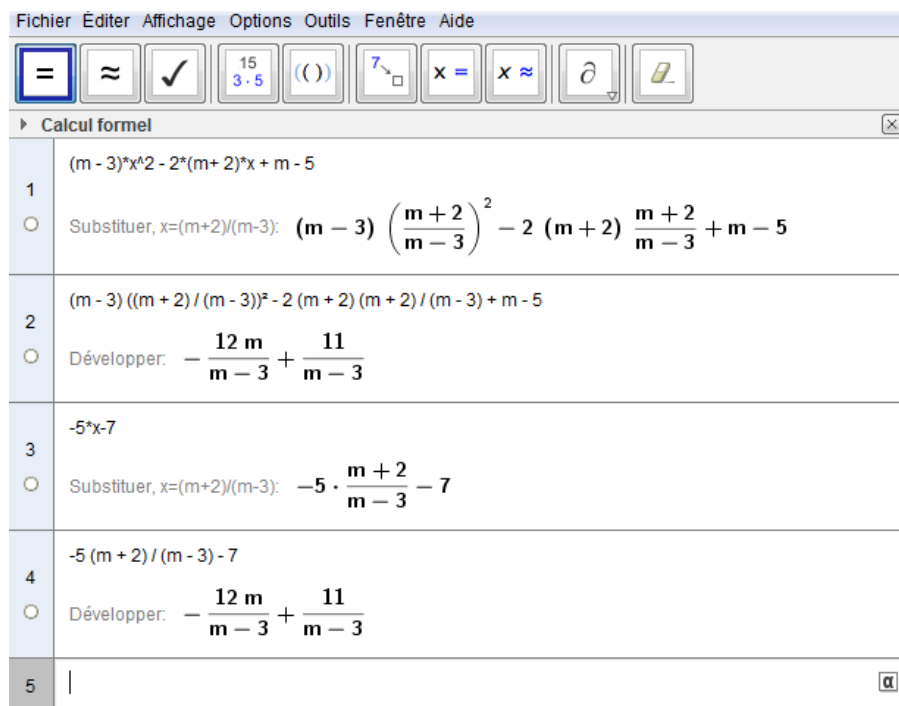 Fichier Éditer Affichage Options Outils Fenêtre Aide
= ≈ ✓ 15 3·5 (( )) 7 x = x ≈ ∂
Calcul formel
1
(m - 3)*x^2 - 2*(m+ 2)*x + m - 5
Substituer, x=(m+2)/(m-3): (m − 3) ((m + 2)/(m − 3))² − 2 (m + 2) (m + 2)/(m − 3) + m − 5
2
(m - 3) ((m + 2) / (m - 3))² - 2 (m + 2) (m + 2) / (m - 3) + m - 5
Développer: − 12 m/(m − 3) + 11/(m − 3)
3
-5*x-7
Substituer, x=(m+2)/(m-3): −5 · (m + 2)/(m − 3) − 7
4
-5 (m + 2) / (m - 3) - 7
Développer: − 12 m/(m − 3) + 11/(m − 3)
5
α